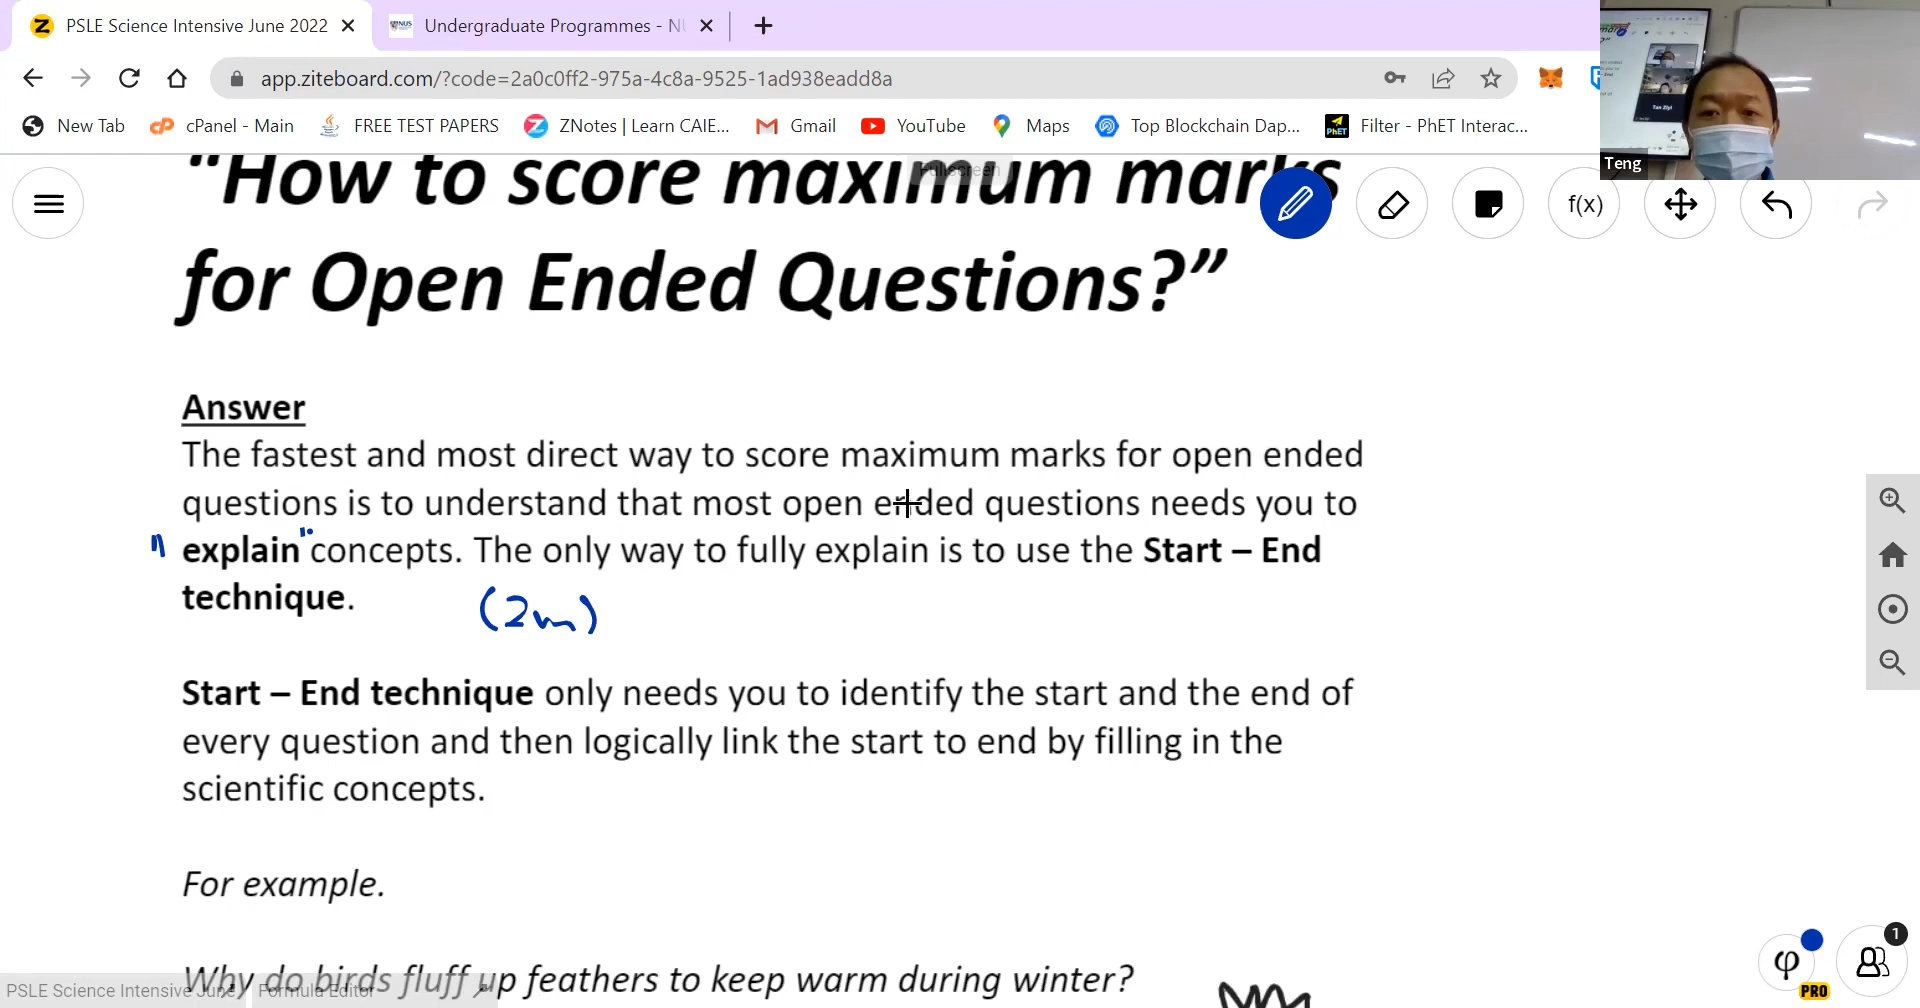 PSLE Science Intensive June 2022
Undergraduate Programmes - NU
app.ziteboard.com/?code=2a0c0ff2-975a-4c8a-9525-1ad938eadd8a
New Tab
cPanel - Main
FREE TEST PAPERS
ZNotes | Learn CAIE...
Gmail
YouTube
Maps
Top Blockchain Dap...
Filter - PhET Interac...
Teng
Fullscreen
f(x)
“How to score maximum marks
for Open Ended Questions?”
Answer
The fastest and most direct way to score maximum marks for open ended
questions is to understand that most open ended questions needs you to
"explain" concepts. The only way to fully explain is to use the Start – End
technique.
(2m)
Start – End technique only needs you to identify the start and the end of
every question and then logically link the start to end by filling in the
scientific concepts.
For example.
Why do birds fluff up feathers to keep warm during winter?
PSLE Science Intensive June
Formula Editor
φ
PRO
1